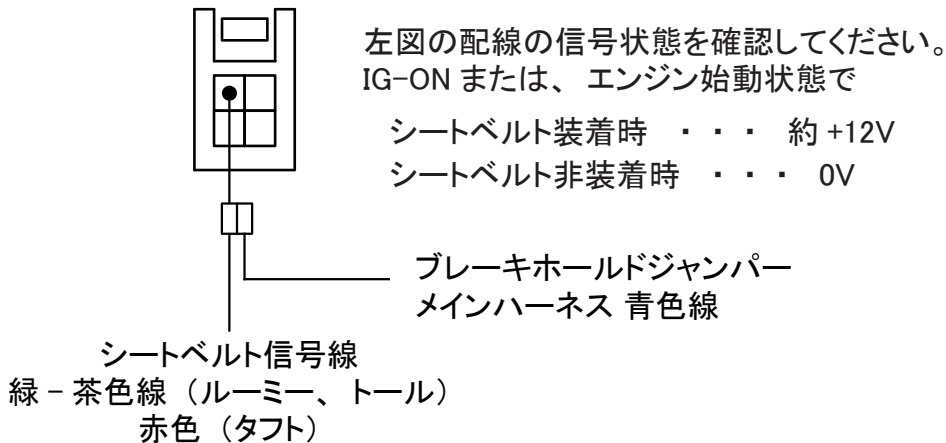 左図の配線の信号状態を確認してください。
IG-ON または、エンジン始動状態で
シートベルト装着時 ・・・ 約 +12V
シートベルト非装着時 ・・・ 0V
ブレーキホールドジャンパー
メインハーネス 青色線
シートベルト信号線
緑 - 茶色線（ルーミー、トール）
赤色（タフト）